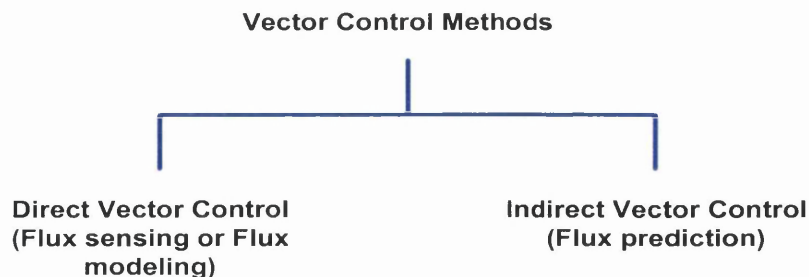 Vector Control Methods
Direct Vector Control
(Flux sensing or Flux
modeling)
Indirect Vector Control
(Flux prediction)